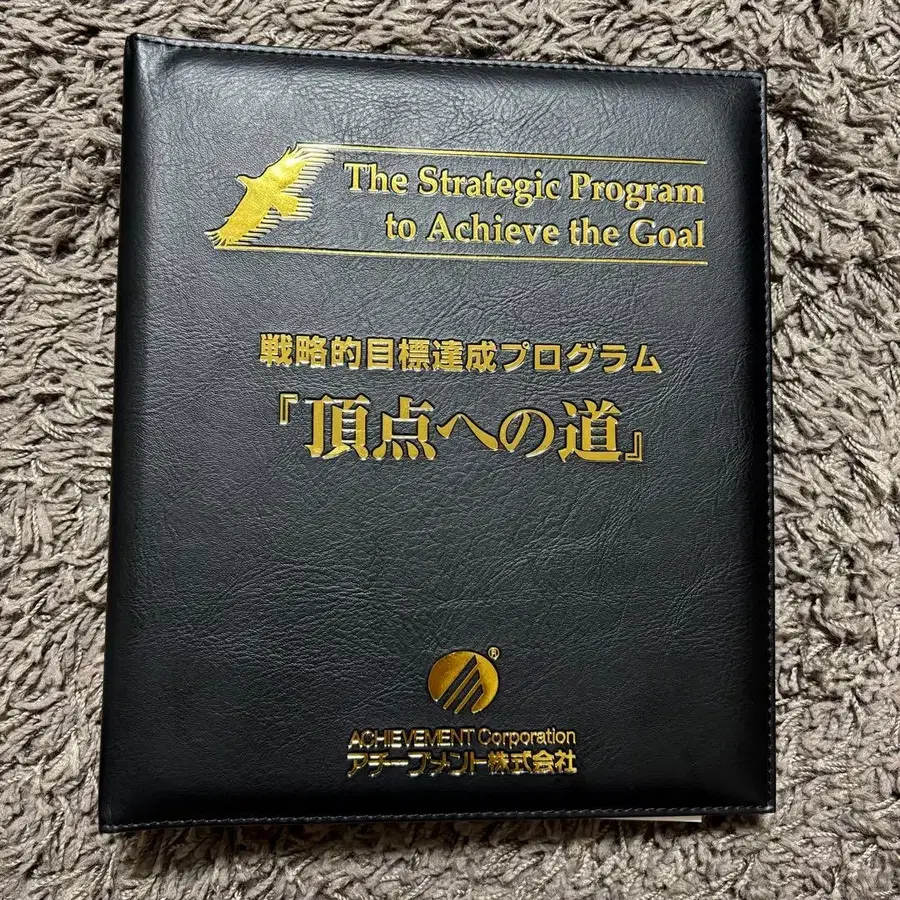 The Strategic Program
to Achieve the Goal
戦略的目標達成プログラム
『頂点への道』
®
ACHIEVEMENT Corporation
アチーブメント株式会社